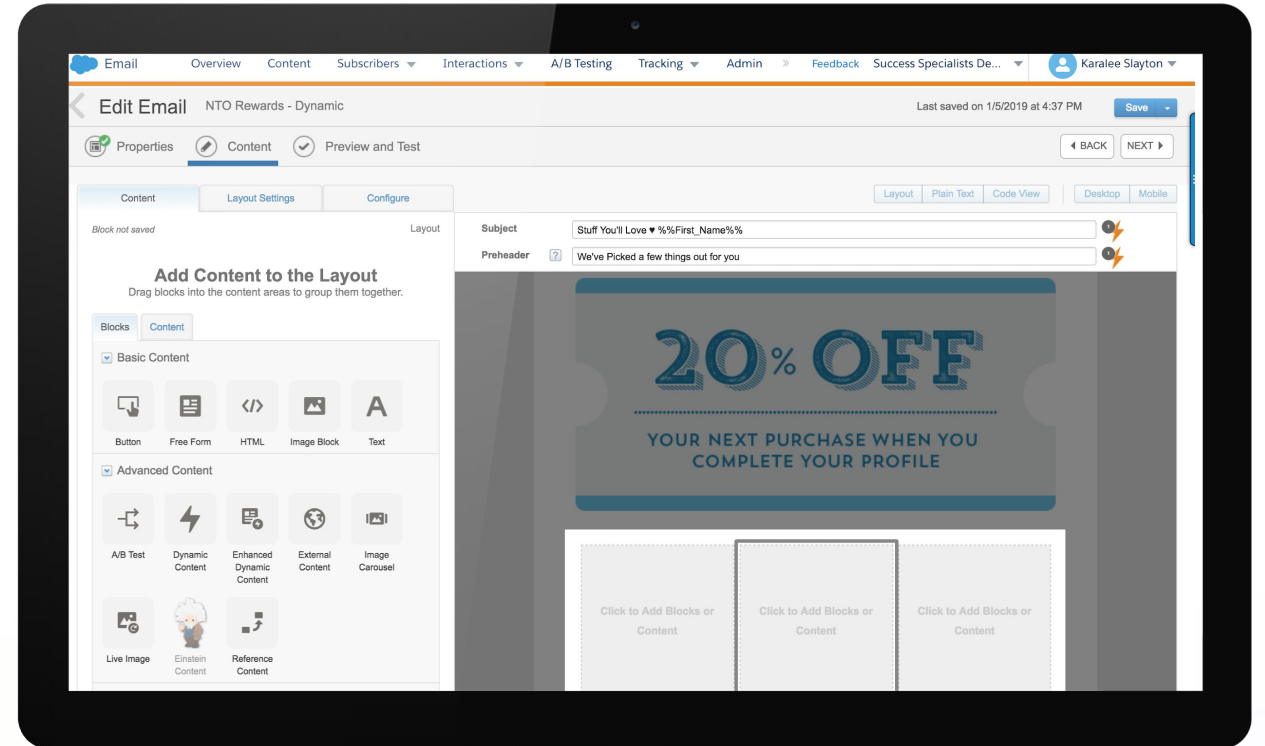 Email Overview Content Subscribers Interactions A/B Testing Tracking Admin » Feedback Success Specialists De... Karalee Slayton
Edit Email NTO Rewards - Dynamic Last saved on 1/5/2019 at 4:37 PM Save
Properties Content Preview and Test BACK NEXT
Content Layout Settings Configure Layout Plain Text Code View Desktop Mobile
Block not saved Layout
Subject Stuff You'll Love ♥ %%First_Name%% 1
Preheader ? We've Picked a few things out for you 1
Add Content to the Layout
Drag blocks into the content areas to group them together.
Blocks Content
Basic Content
Button Free Form HTML Image Block Text
Advanced Content
A/B Test Dynamic Content Enhanced Dynamic Content External Content Image Carousel
Live Image Einstein Content Reference Content
20% OFF
YOUR NEXT PURCHASE WHEN YOU
COMPLETE YOUR PROFILE
Click to Add Blocks or Content
Click to Add Blocks or Content
Click to Add Blocks or Content